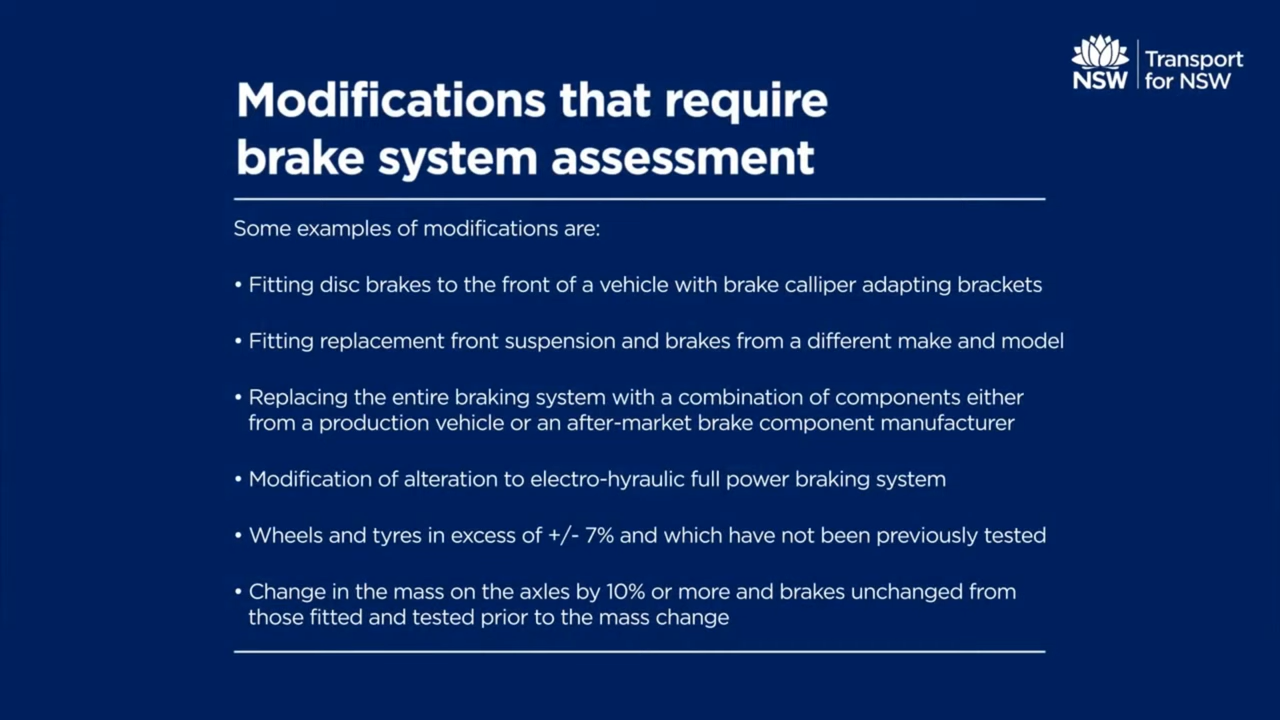 NSW
Transport
for NSW
Modifications that require
brake system assessment
Some examples of modifications are:
• Fitting disc brakes to the front of a vehicle with brake calliper adapting brackets
• Fitting replacement front suspension and brakes from a different make and model
• Replacing the entire braking system with a combination of components either
from a production vehicle or an after-market brake component manufacturer
• Modification of alteration to electro-hyraulic full power braking system
• Wheels and tyres in excess of +/- 7% and which have not been previously tested
• Change in the mass on the axles by 10% or more and brakes unchanged from
those fitted and tested prior to the mass change